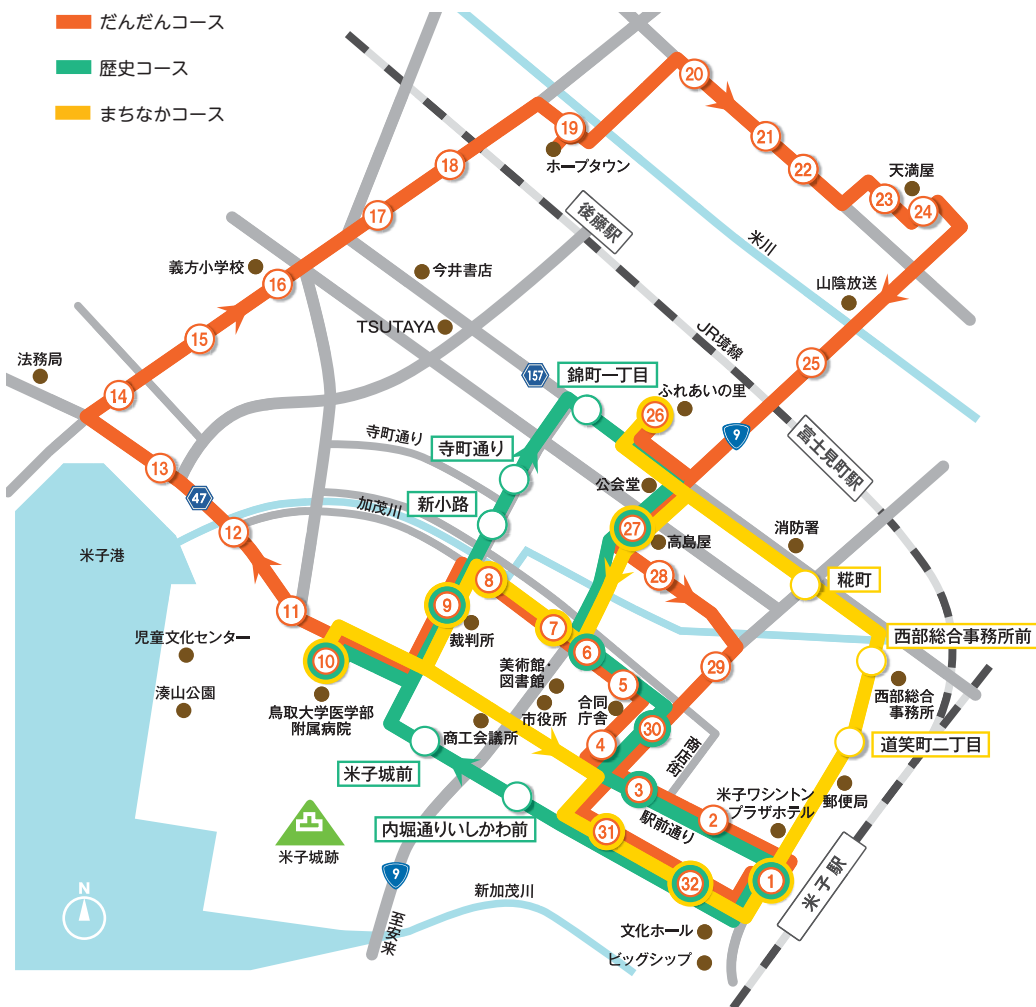 だんだんコース
歴史コース
まちなかコース
20
19
21
ホープタウン
18
22
天満屋
23
24
17
後藤駅
米川
義方小学校
今井書店
16
山陰放送
TSUTAYA
JR境線
15
法務局
25
157
錦町一丁目
14
ふれあいの里
26
寺町通り
寺町通り
9
富士見町駅
13
公会堂
47
新小路
加茂川
27
消防署
12
高島屋
米子港
8
28
糀町
11
9
7
児童文化センター
裁判所
西部総合事務所前
10
6
29
美術館・
図書館
5
合同
庁舎
西部総合
事務所
湊山公園
鳥取大学医学部
附属病院
市役所
30
商工会議所
4
商店街
道笑町二丁目
米子城前
3
米子ワシントン
プラザホテル
郵便局
内堀通りいしかわ前
2
駅前通り
31
米子城跡
9
32
1
米子駅
N
新加茂川
至安来
文化ホール
ビッグシップ